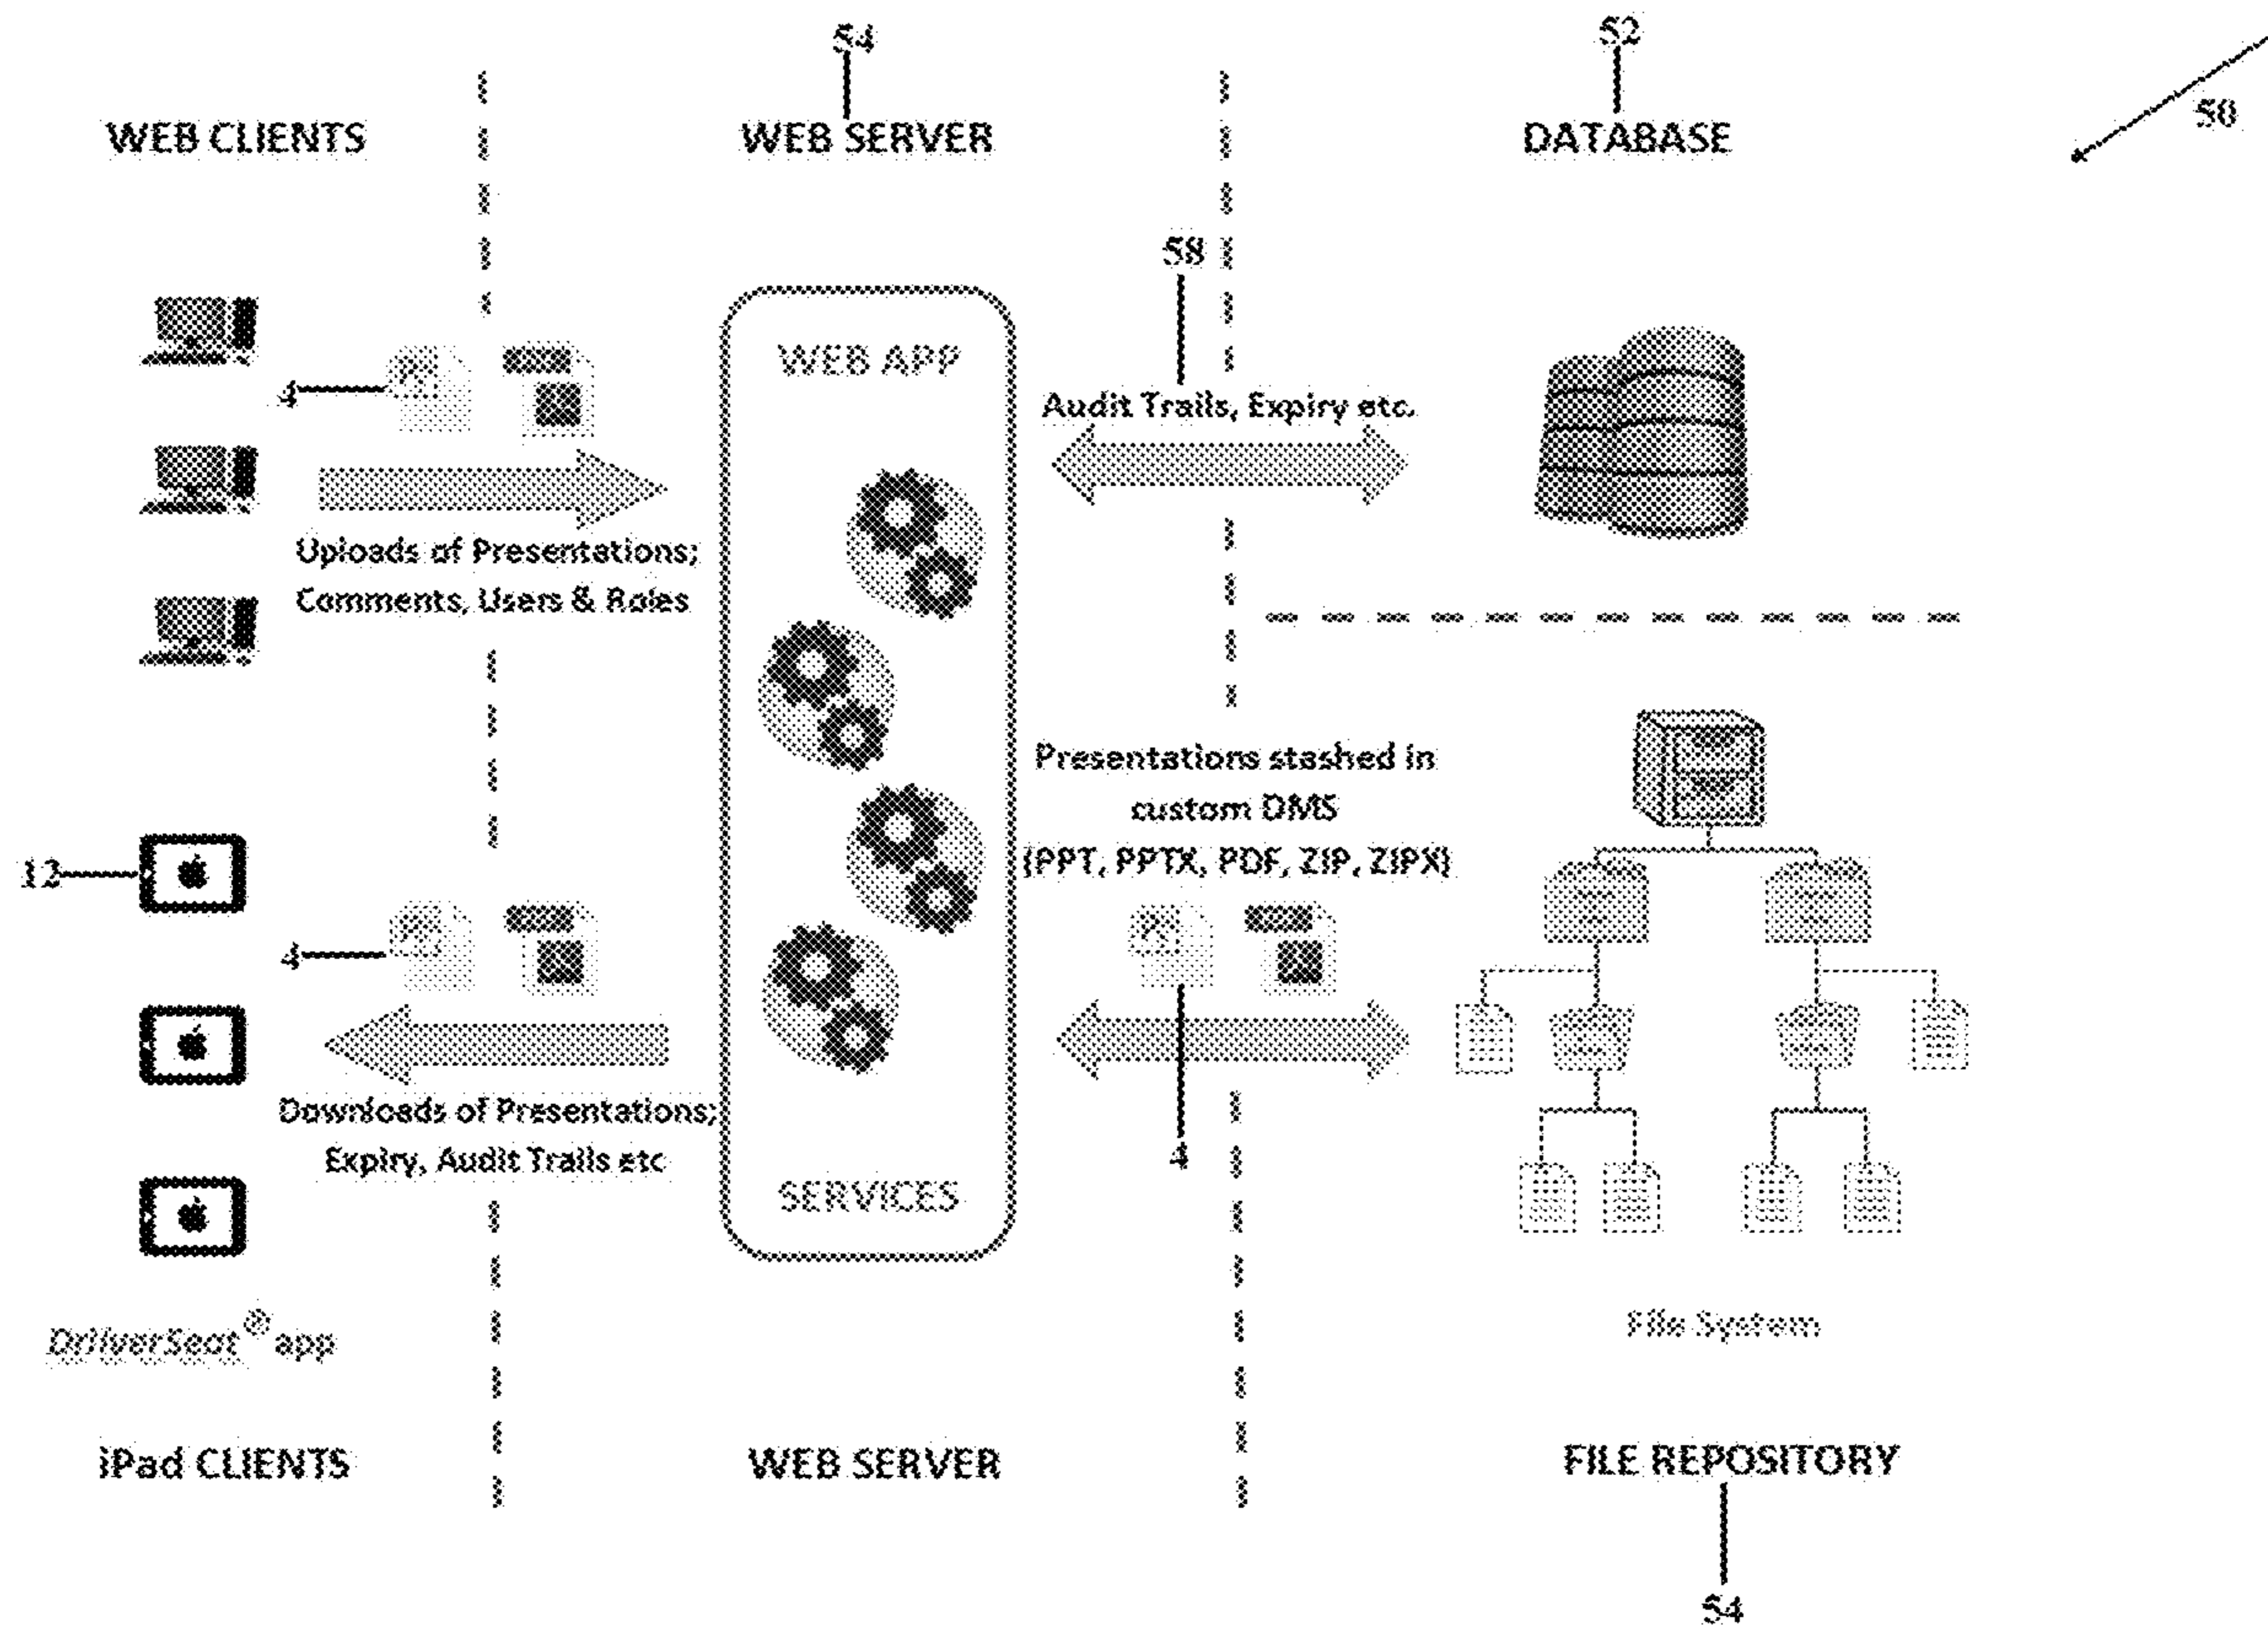 54
52
50
WEB CLIENTS
WEB SERVER
DATABASE
58
WEB APP
4
Audit Trails, Expiry etc.
Uploads of Presentations;
Comments, Users & Roles
Presentations stashed in
custom DMS
(PPT, PPTX, PDF, ZIP, ZIPX)
12
4
Downloads of Presentations;
Expiry, Audit Trails etc
4
SERVICES
DriverSeat® app
File System
iPad CLIENTS
WEB SERVER
FILE REPOSITORY
54